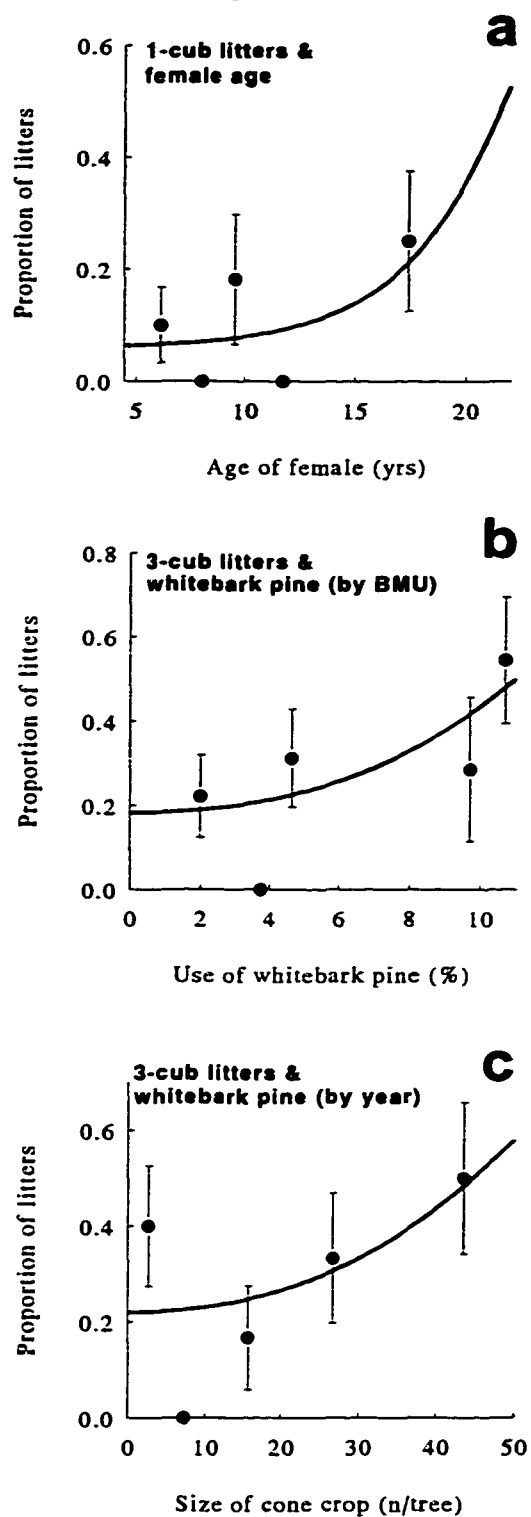 a
1-cub litters &
female age
Proportion of litters
0.6
0.4
0.2
0.0
5 10 15 20
Age of female (yrs)
b
3-cub litters &
whitebark pine (by BMU)
Proportion of litters
0.8
0.6
0.4
0.2
0.0
0 2 4 6 8 10
Use of whitebark pine (%)
c
3-cub litters &
whitebark pine (by year)
Proportion of litters
0.6
0.4
0.2
0.0
0 10 20 30 40 50
Size of cone crop (n/tree)